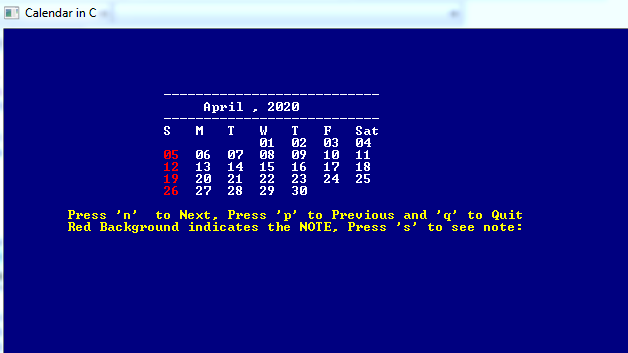 Calendar in C
---------------------------
April , 2020
---------------------------
S M T W T F Sat
01 02 03 04
05 06 07 08 09 10 11
12 13 14 15 16 17 18
19 20 21 22 23 24 25
26 27 28 29 30
Press 'n'  to Next, Press 'p' to Previous and 'q' to Quit
Red Background indicates the NOTE, Press 's' to see note: